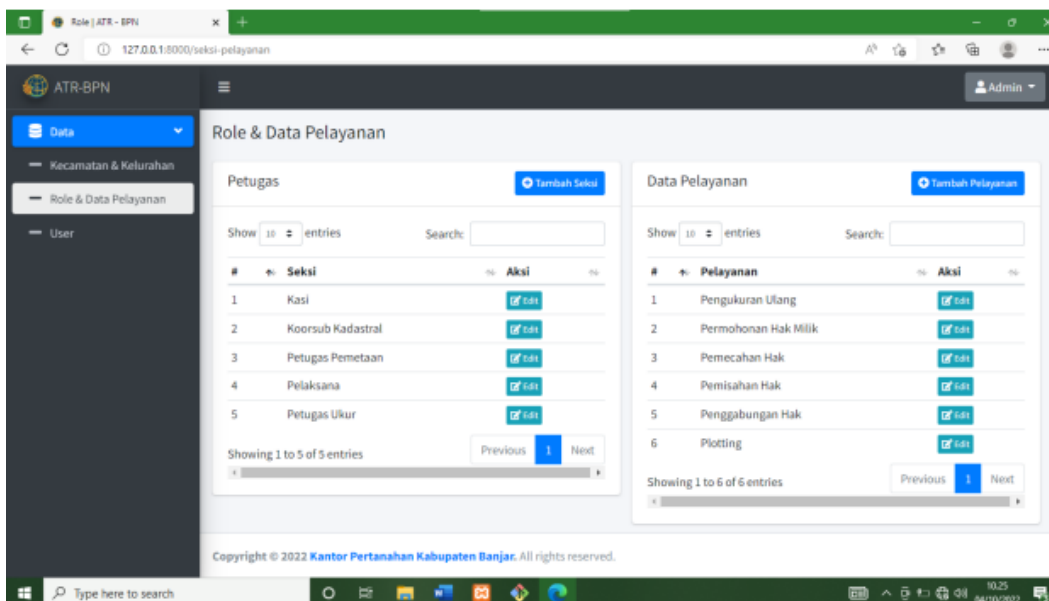 Role | ATR - BPN
127.0.0.1:8000/seksi-pelayanan
ATR-BPN
Admin
Data
Kecamatan & Kelurahan
Role & Data Pelayanan
User
Role & Data Pelayanan
Petugas
Tambah Seksi
Show 10 entries
Search:
# Seksi Aksi
1 Kasi Edit
2 Koorsub Kadastral Edit
3 Petugas Pemetaan Edit
4 Pelaksana Edit
5 Petugas Ukur Edit
Showing 1 to 5 of 5 entries
Previous 1 Next
Data Pelayanan
Tambah Pelayanan
Show 10 entries
Search:
# Pelayanan Aksi
1 Pengukuran Ulang Edit
2 Permohonan Hak Milik Edit
3 Pemecahan Hak Edit
4 Pemisahan Hak Edit
5 Penggabungan Hak Edit
6 Plotting Edit
Showing 1 to 6 of 6 entries
Previous 1 Next
Copyright © 2022 Kantor Pertanahan Kabupaten Banjar. All rights reserved.
Type here to search
10.25
04/10/2022